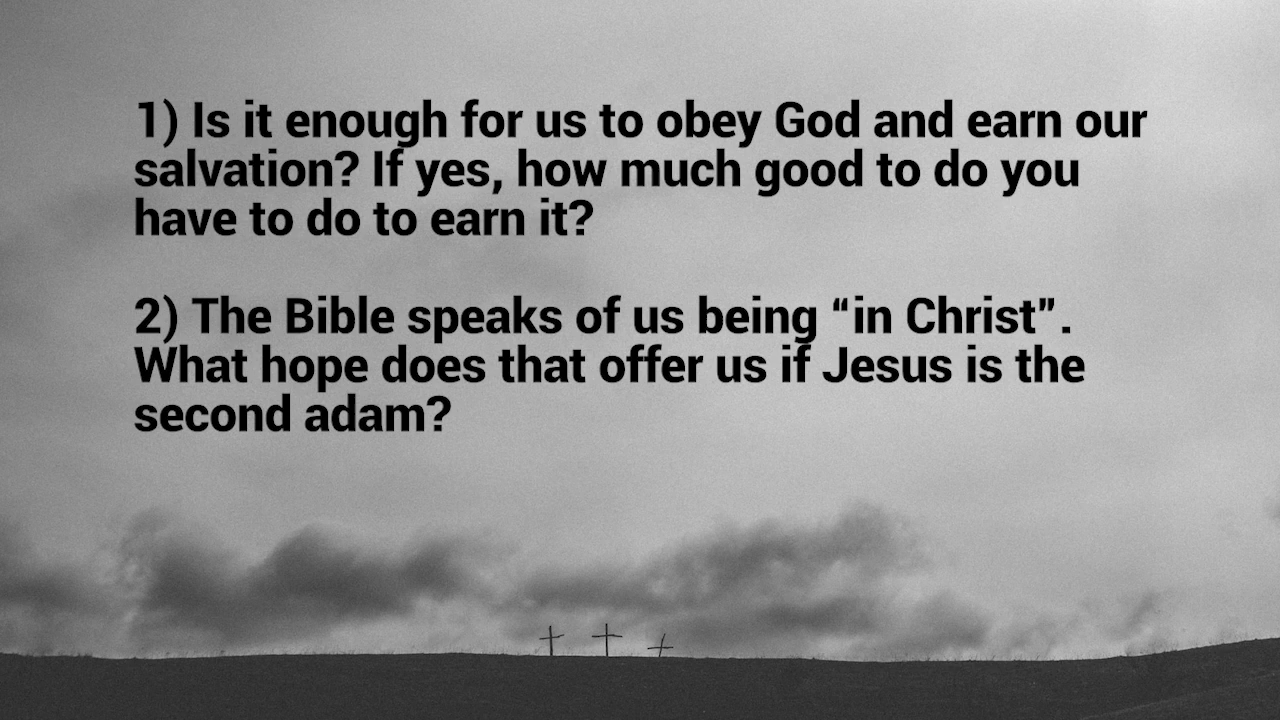 1) Is it enough for us to obey God and earn our
salvation? If yes, how much good to do you
have to do to earn it?
2) The Bible speaks of us being “in Christ”.
What hope does that offer us if Jesus is the
second adam?